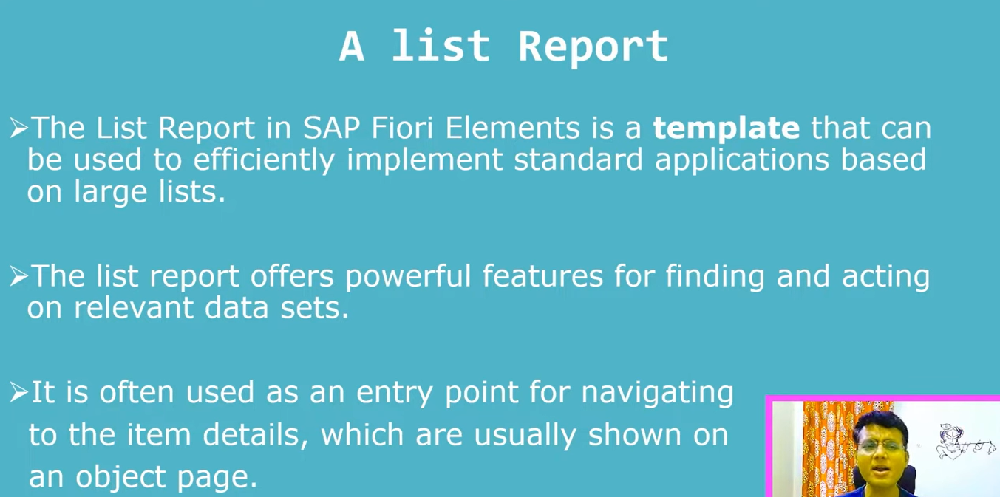 A list Report
➢The List Report in SAP Fiori Elements is a template that can
be used to efficiently implement standard applications based
on large lists.
➢The list report offers powerful features for finding and acting
on relevant data sets.
➢It is often used as an entry point for navigating
to the item details, which are usually shown on
an object page.